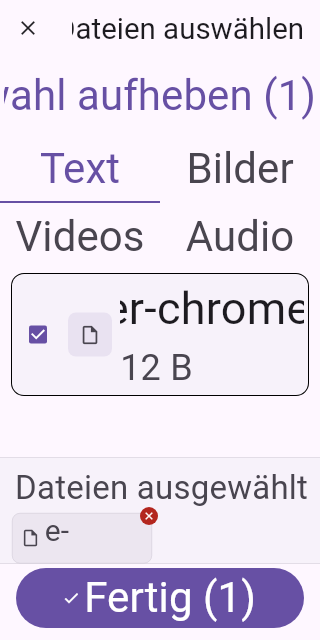 Dateien auswählen
wahl aufheben (1)
Text
Bilder
Videos
Audio
er-chrome
12 B
Dateien ausgewählt
e-
Fertig (1)